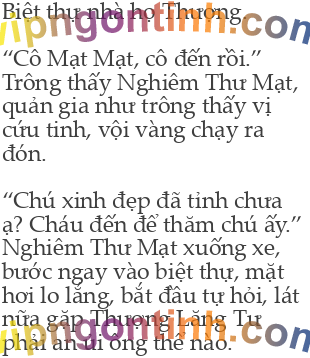 Biệt thự nhà họ Thượng.
vipngontinh.com
“Cô Mạt Mạt, cô đến rồi.”
Trông thấy Nghiêm Thư Mạt,
quản gia như trông thấy vị
cứu tinh, vội vàng chạy ra
đón.
“Chú xinh đẹp đã tỉnh chưa
ạ? Cháu đến để thăm chú ấy.”
Nghiêm Thư Mạt xuống xe,
bước ngay vào biệt thự, mặt
hơi lo lắng, bắt đầu tự hỏi, lát
nữa gặp Thượng Lăng Tư
phải an ủi ông thế nào.
vipngontinh.com